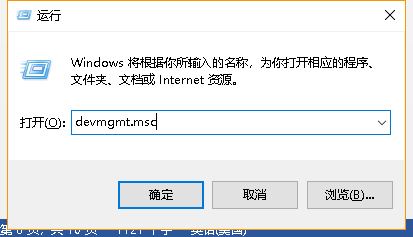 运行
Windows 将根据你所输入的名称，为你打开相应的程序、
文件夹、文档或 Internet 资源。
打开(O):
devmgmt.msc
确定
取消
浏览(B)...